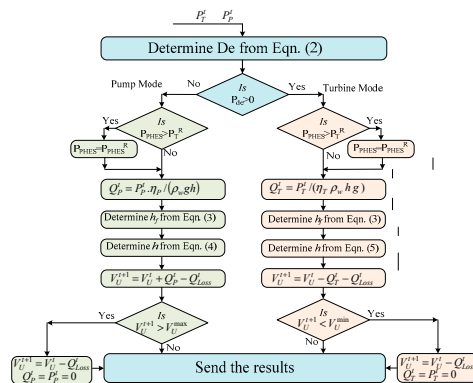 P_T^t P_P^t
Determine De from Eqn. (2)
Pump Mode No Is P_de>0 Yes Turbine Mode
Yes Is P_PHES>P_T^R No
P_PHES=P_PHES^R
Is P_PHES>P_T^R Yes No
P_PHES=P_PHES^R
Q_P^t = P_P^t.η_P/(ρ_w gh)
Q_T^t = P_T^t/(η_T ρ_w h g)
Determine h_f from Eqn. (3)
Determine h_f from Eqn. (3)
Determine h from Eqn. (4)
Determine h from Eqn. (5)
V_U^{t+1} = V_U^t + Q_P^t − Q_Loss^t
V_U^{t+1} = V_U^t − Q_T^t − Q_Loss^t
Yes Is V_U^{t+1} > V_U^max No
Is V_U^{t+1} < V_U^min Yes No
V_U^{t+1} = V_U^t − Q_Loss^t
Q_P^t = P_P^t = 0
Send the results
V_U^{t+1} = V_U^t − Q_Loss^t
Q_T^t = P_T^t = 0